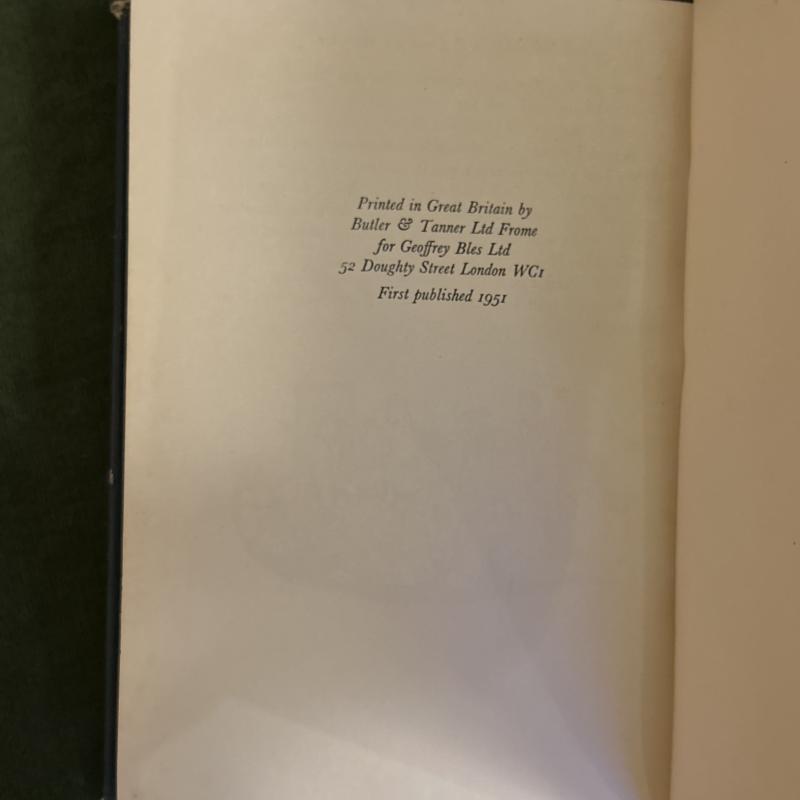 Printed in Great Britain by
Butler & Tanner Ltd Frome
for Geoffrey Bles Ltd
52 Doughty Street London WC1
First published 1951